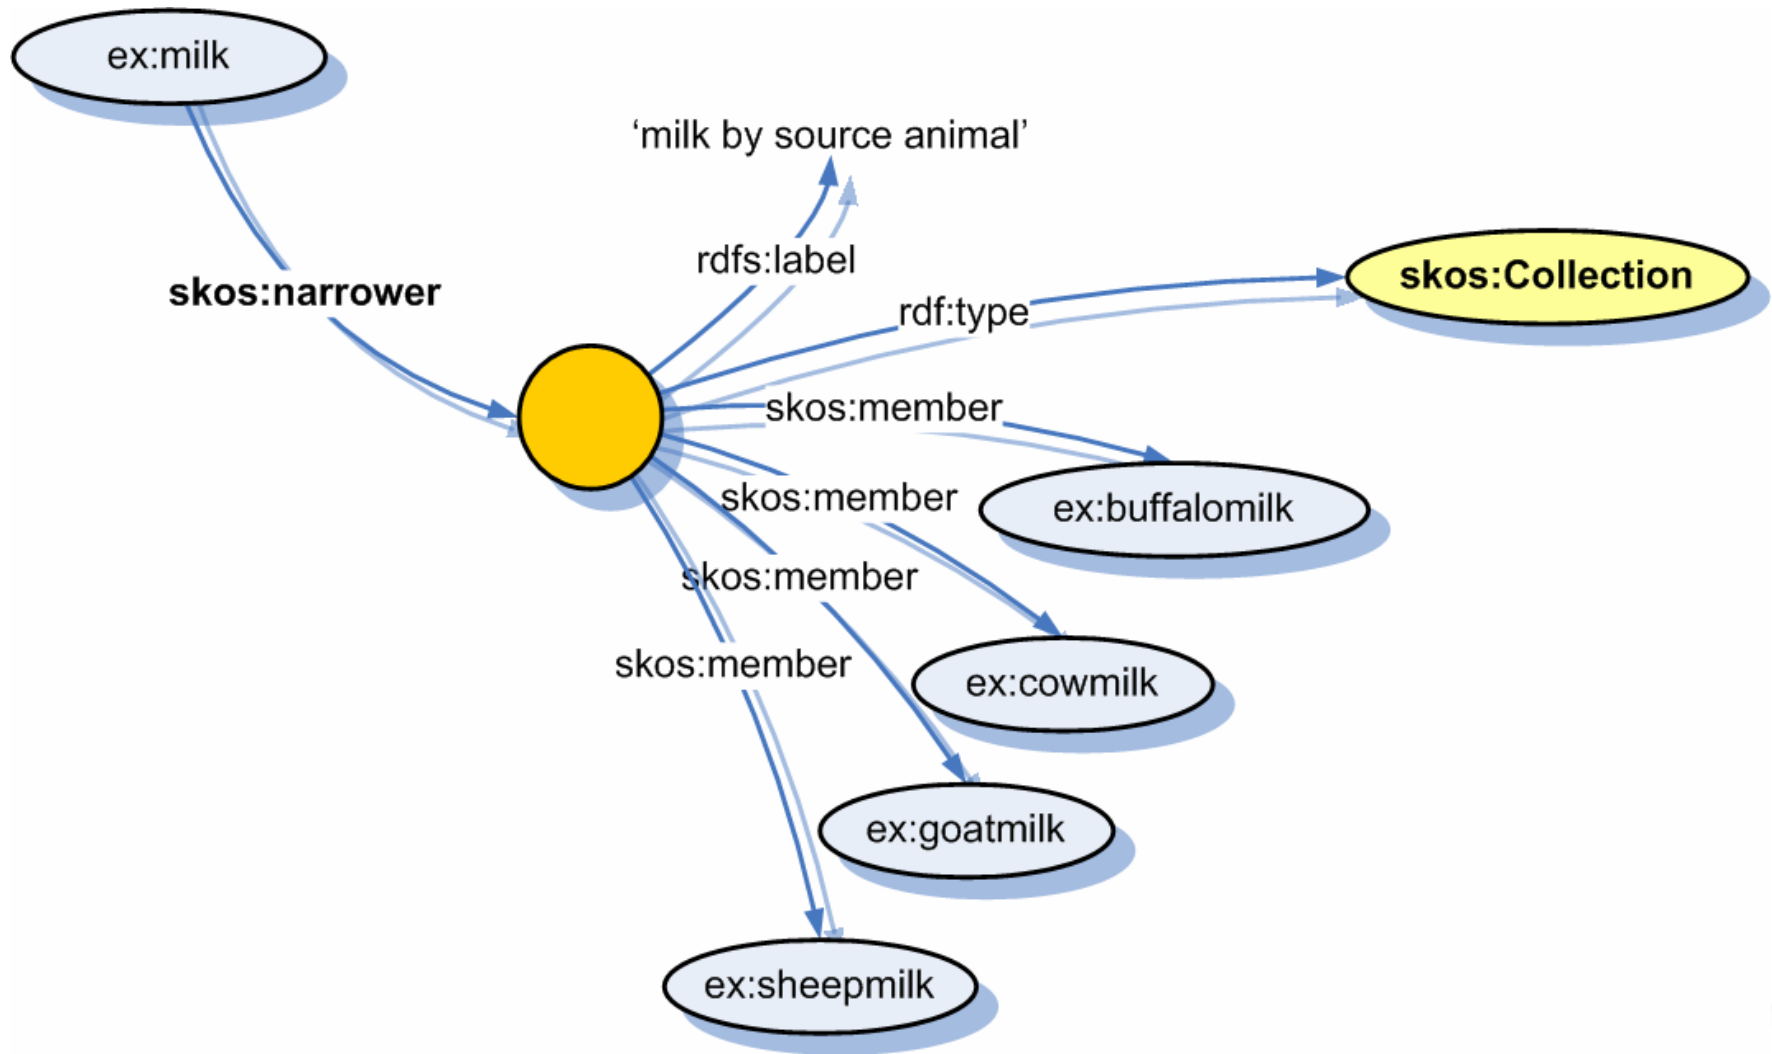 ex:milk
‘milk by source animal’
rdfs:label
skos:Collection
skos:narrower
rdf:type
skos:member
skos:member
ex:buffalomilk
skos:member
skos:member
ex:cowmilk
ex:goatmilk
ex:sheepmilk